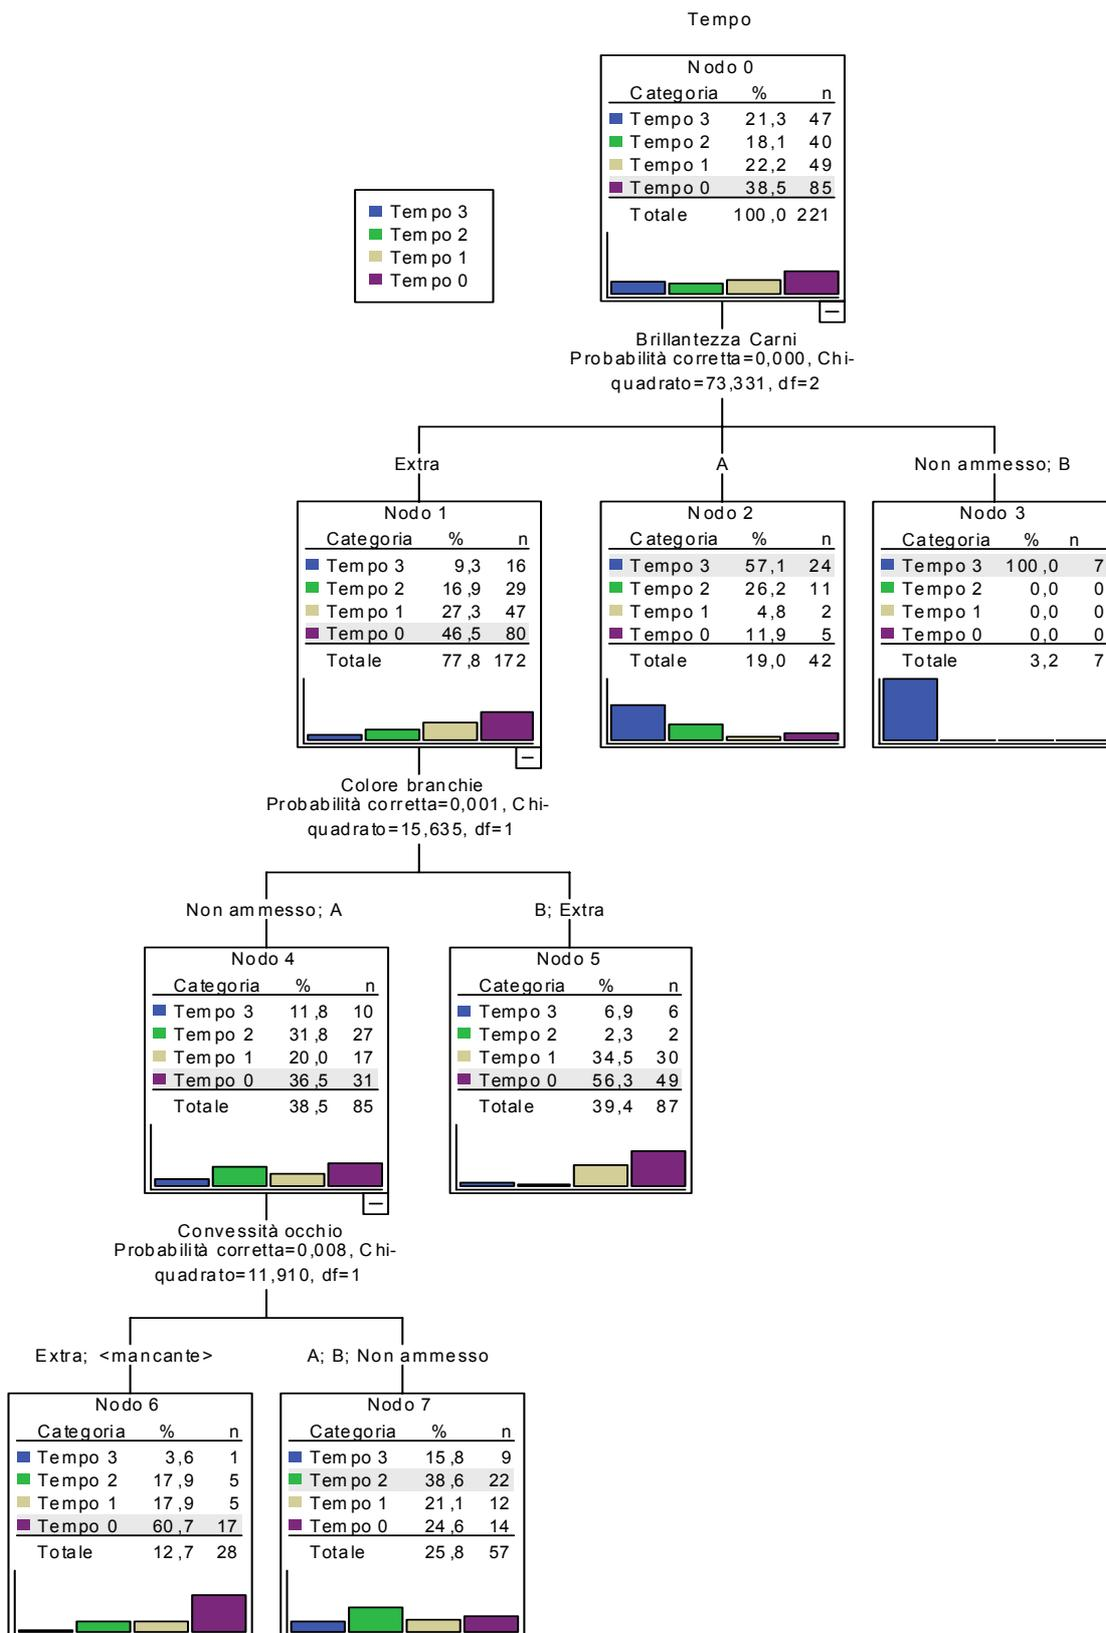 Tempo
Nodo 0
Categoria % n
Tempo 3 21,3 47
Tempo 2 18,1 40
Tempo 1 22,2 49
Tempo 0 38,5 85
Totale 100,0 221
Tempo 3
Tempo 2
Tempo 1
Tempo 0
Brillantezza Carni
Probabilità corretta=0,000, Chi-
quadrato=73,331, df=2
Extra
A
Non ammesso; B
Nodo 1
Categoria % n
Tempo 3 9,3 16
Tempo 2 16,9 29
Tempo 1 27,3 47
Tempo 0 46,5 80
Totale 77,8 172
Nodo 2
Categoria % n
Tempo 3 57,1 24
Tempo 2 26,2 11
Tempo 1 4,8 2
Tempo 0 11,9 5
Totale 19,0 42
Nodo 3
Categoria % n
Tempo 3 100,0 7
Tempo 2 0,0 0
Tempo 1 0,0 0
Tempo 0 0,0 0
Totale 3,2 7
Colore branchie
Probabilità corretta=0,001, Chi-
quadrato=15,635, df=1
Non ammesso; A
B; Extra
Nodo 4
Categoria % n
Tempo 3 11,8 10
Tempo 2 31,8 27
Tempo 1 20,0 17
Tempo 0 36,5 31
Totale 38,5 85
Nodo 5
Categoria % n
Tempo 3 6,9 6
Tempo 2 2,3 2
Tempo 1 34,5 30
Tempo 0 56,3 49
Totale 39,4 87
Convessità occhio
Probabilità corretta=0,008, Chi-
quadrato=11,910, df=1
Extra; <mancante>
A; B; Non ammesso
Nodo 6
Categoria % n
Tempo 3 3,6 1
Tempo 2 17,9 5
Tempo 1 17,9 5
Tempo 0 60,7 17
Totale 12,7 28
Nodo 7
Categoria % n
Tempo 3 15,8 9
Tempo 2 38,6 22
Tempo 1 21,1 12
Tempo 0 24,6 14
Totale 25,8 57